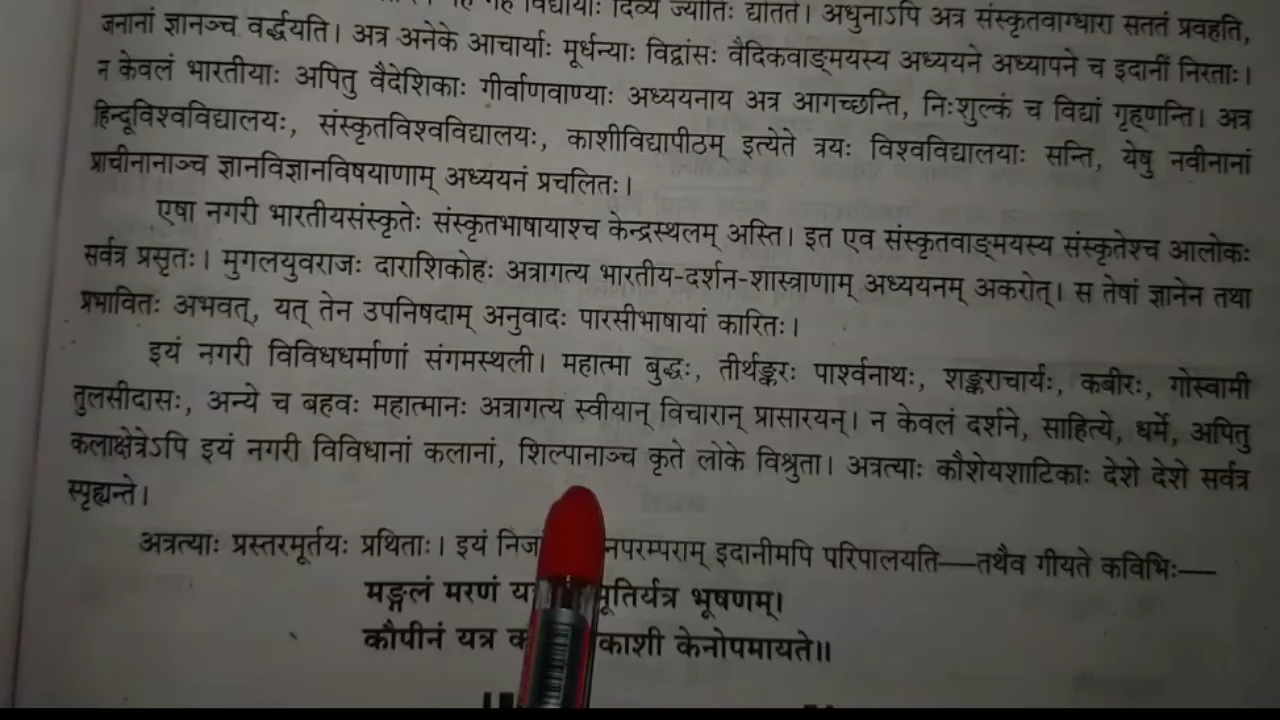 गृहे विद्यायाः दिव्यं ज्योतिः द्योतते। अधुनाऽपि अत्र संस्कृतवाग्धारा सततं प्रवहति,
जनानां ज्ञानञ्च वर्द्धयति। अत्र अनेके आचार्याः मूर्धन्याः विद्वांसः वैदिकवाङ्मयस्य अध्ययने अध्यापने च इदानीं निरताः।
न केवलं भारतीयाः अपितु वैदेशिकाः गीर्वाणवाण्याः अध्ययनाय अत्र आगच्छन्ति, निःशुल्कं च विद्यां गृह्णन्ति। अत्र
हिन्दूविश्वविद्यालयः, संस्कृतविश्वविद्यालयः, काशीविद्यापीठम् इत्येते त्रयः विश्वविद्यालयाः सन्ति, येषु नवीनानां
प्राचीनानाञ्च ज्ञानविज्ञानविषयाणाम् अध्ययनं प्रचलितः।
एषा नगरी भारतीयसंस्कृतेः संस्कृतभाषायाश्च केन्द्रस्थलम् अस्ति। इत एव संस्कृतवाङ्मयस्य संस्कृतेश्च आलोकः
सर्वत्र प्रसृतः। मुगलयुवराजः दाराशिकोहः अत्रागत्य भारतीय-दर्शन-शास्त्राणाम् अध्ययनम् अकरोत्। स तेषां ज्ञानेन तथा
प्रभावितः अभवत्, यत् तेन उपनिषदाम् अनुवादः पारसीभाषायां कारितः।
इयं नगरी विविधधर्माणां संगमस्थली। महात्मा बुद्धः, तीर्थङ्करः पार्श्वनाथः, शङ्कराचार्यः, कबीरः, गोस्वामी
तुलसीदासः, अन्ये च बहवः महात्मानः अत्रागत्य स्वीयान् विचारान् प्रासारयन्। न केवलं दर्शने, साहित्ये, धर्मे, अपितु
कलाक्षेत्रेऽपि इयं नगरी विविधानां कलानां, शिल्पानाञ्च कृते लोके विश्रुता। अत्रत्याः कौशेयशाटिकाः देशे देशे सर्वत्र
स्पृह्यन्ते।
अत्रत्याः प्रस्तरमूर्तयः प्रथिताः। इयं इदानीमपि परिपालयति—तथैव गीयते कविभिः—
मङ्गलं मरणं भूषणम्।
कौपीनं यत्र काशी केनोपमायते॥